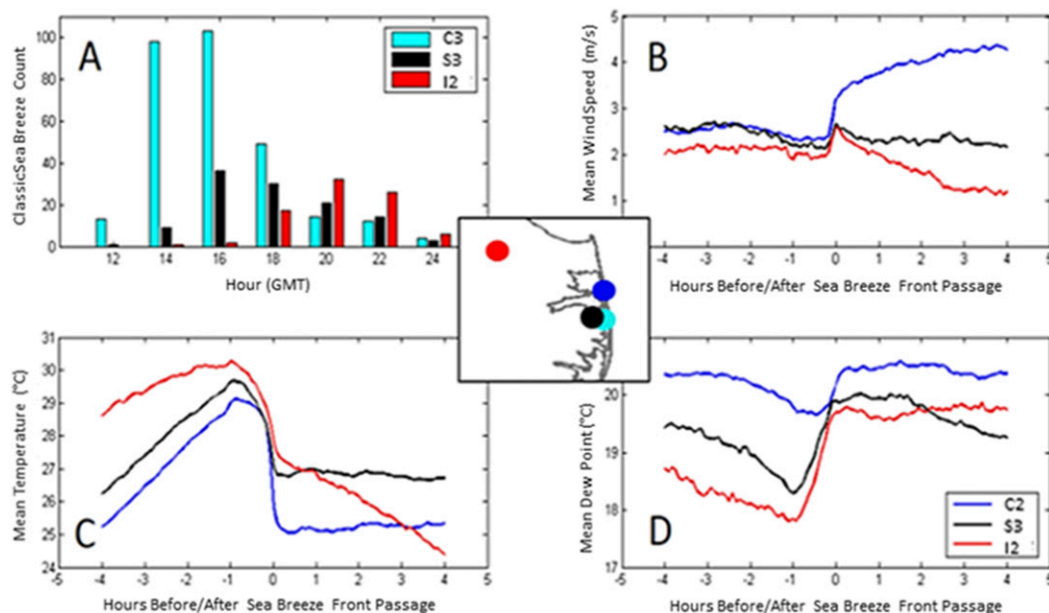 A
ClassicSea Breeze Count
100
80
60
40
20
0
12 14 16 18 20 22 24
Hour (GMT)
C3
S3
I2
B
Mean WindSpeed (m/s)
5
4
3
2
1
-4 -3 -2 -1 0 1 2 3 4 5
Hours Before/After Sea Breeze Front Passage
C
Mean Temperature (°C)
31
30
29
28
27
26
25
24
-5 -4 -3 -2 -1 0 1 2 3 4 5
Hours Before/After Sea Breeze Front Passage
D
Mean Dew Point (°C)
20
19
18
17
-4 -3 -2 -1 0 1 2 3 4 5
Hours Before/After Sea Breeze Front Passage
C2
S3
I2